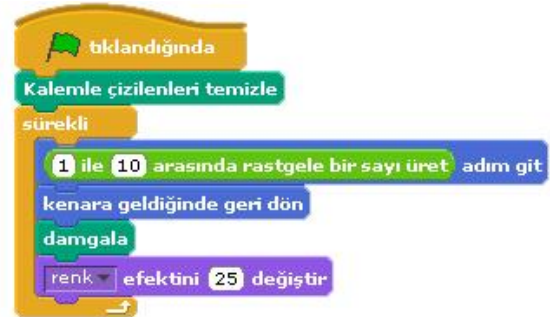 tıklandığında
Kalemle çizilenleri temizle
sürekli
1 ile 10 arasında rastgele bir sayı üret adım git
kenara geldiğinde geri dön
damgala
renk efektini 25 değiştir